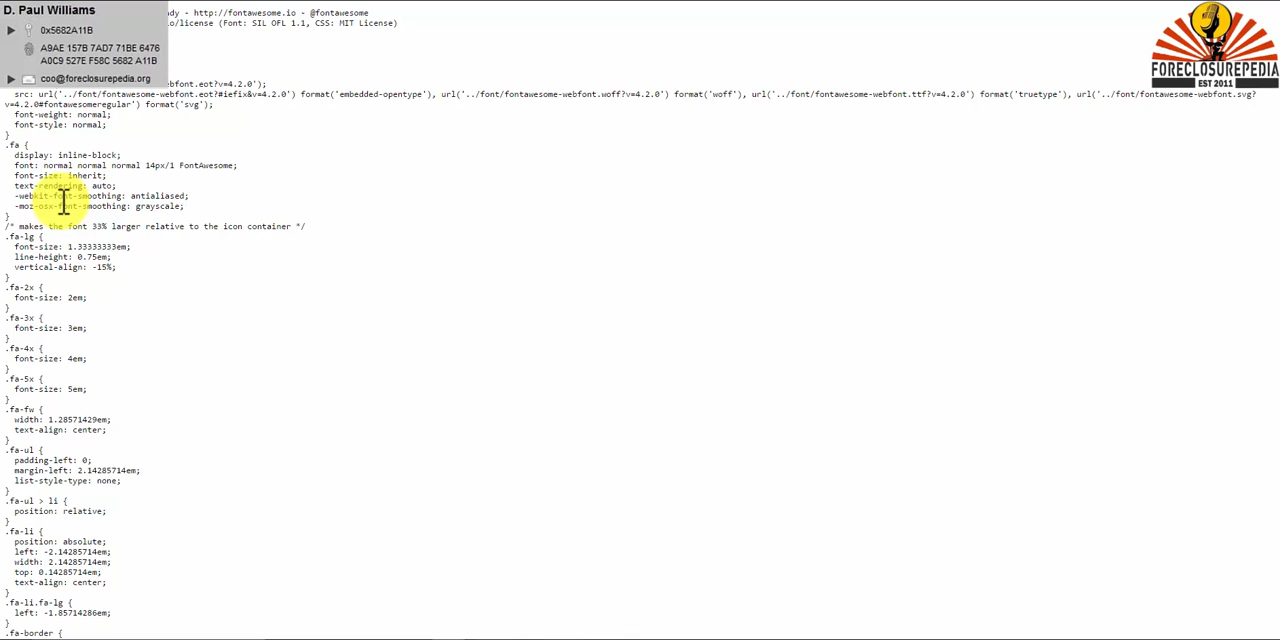 D. Paul Williams
0x5682A11B
A9AE 157B 7AD7 71BE 6476
A0C9 527E F58C 5682 A11B
coo@foreclosurepedia.org
FORECLOSUREPEDIA
EST 2011
- http://fontawesome.io - @fontawesome
license (Font: SIL OFL 1.1, CSS: MIT License)
webfont.eot?v=4.2.0');
src: url('../font/fontawesome-webfont.eot?#iefix&v=4.2.0') format('embedded-opentype'), url('../font/fontawesome-webfont.woff?v=4.2.0') format('woff'), url('../font/fontawesome-webfont.ttf?v=4.2.0') format('truetype'), url('../font/fontawesome-webfont.svg?
v=4.2.0#fontawesomeregular') format('svg');
font-weight: normal;
font-style: normal;
}
.fa {
display: inline-block;
font: normal normal normal 14px/1 FontAwesome;
font-size: inherit;
text-rendering: auto;
-webkit-font-smoothing: antialiased;
-moz-osx-font-smoothing: grayscale;
}
/* makes the font 33% larger relative to the icon container */
.fa-lg {
font-size: 1.33333333em;
line-height: 0.75em;
vertical-align: -15%;
}
.fa-2x {
font-size: 2em;
}
.fa-3x {
font-size: 3em;
}
.fa-4x {
font-size: 4em;
}
.fa-5x {
font-size: 5em;
}
.fa-fw {
width: 1.28571429em;
text-align: center;
}
.fa-ul {
padding-left: 0;
margin-left: 2.14285714em;
list-style-type: none;
}
.fa-ul > li {
position: relative;
}
.fa-li {
position: absolute;
left: -2.14285714em;
width: 2.14285714em;
top: 0.14285714em;
text-align: center;
}
.fa-li.fa-lg {
left: -1.85714286em;
}
.fa-border {